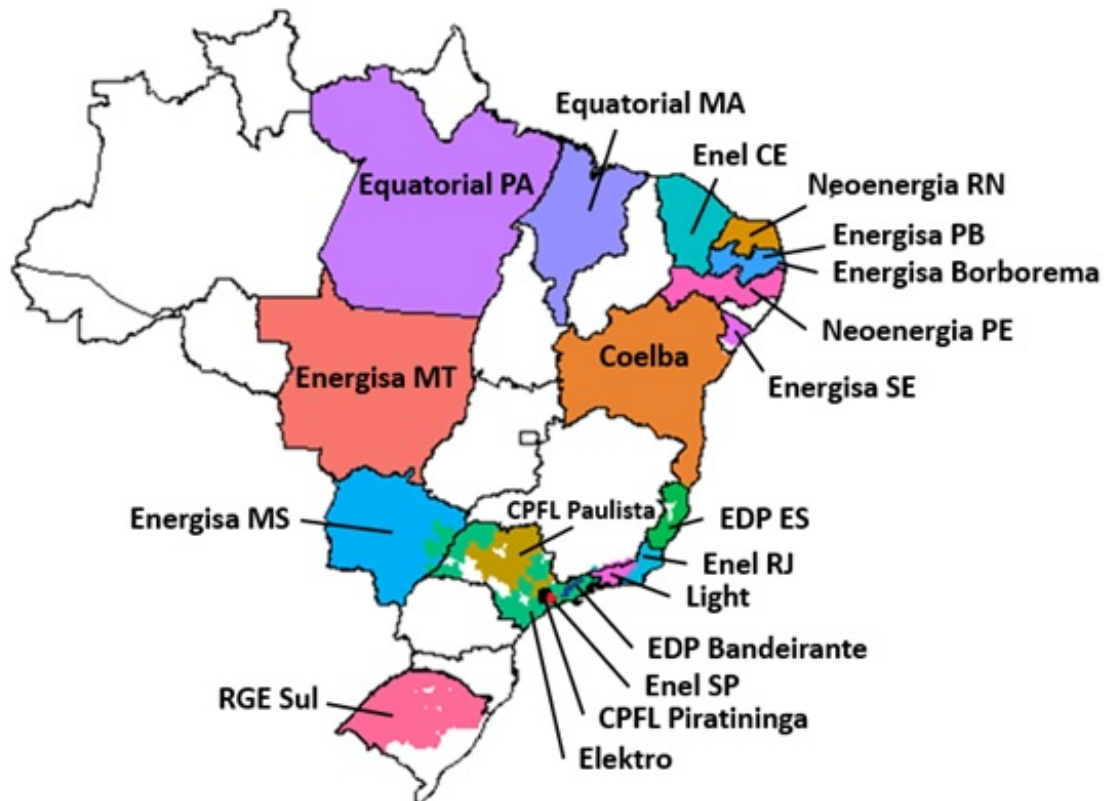 Equatorial MA
Enel CE
Equatorial PA
Neoenergia RN
Energisa PB
Energisa Borborema
Neoenergia PE
Coelba
Energisa MT
Energisa SE
CPFL Paulista
Energisa MS
EDP ES
Enel RJ
Light
EDP Bandeirante
Enel SP
RGE Sul
CPFL Piratininga
Elektro